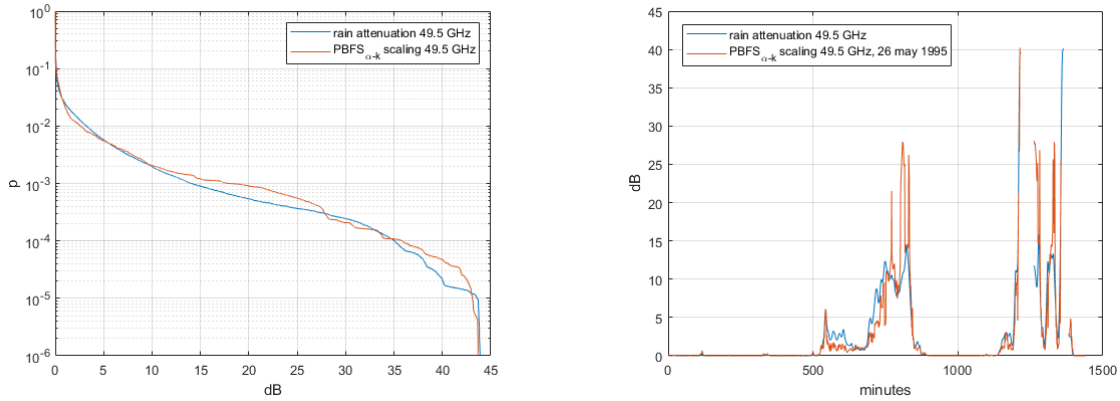 10^0
10^-1
10^-2
10^-3
10^-4
10^-5
10^-6
p
0 5 10 15 20 25 30 35 40 45
dB
rain attenuation 49.5 GHz
PBFS_α-k scaling 49.5 GHz
45
40
35
30
25
20
15
10
5
0
dB
0 500 1000 1500
minutes
rain attenuation 49.5 GHz
PBFS_α-k scaling 49.5 GHz, 26 may 1995